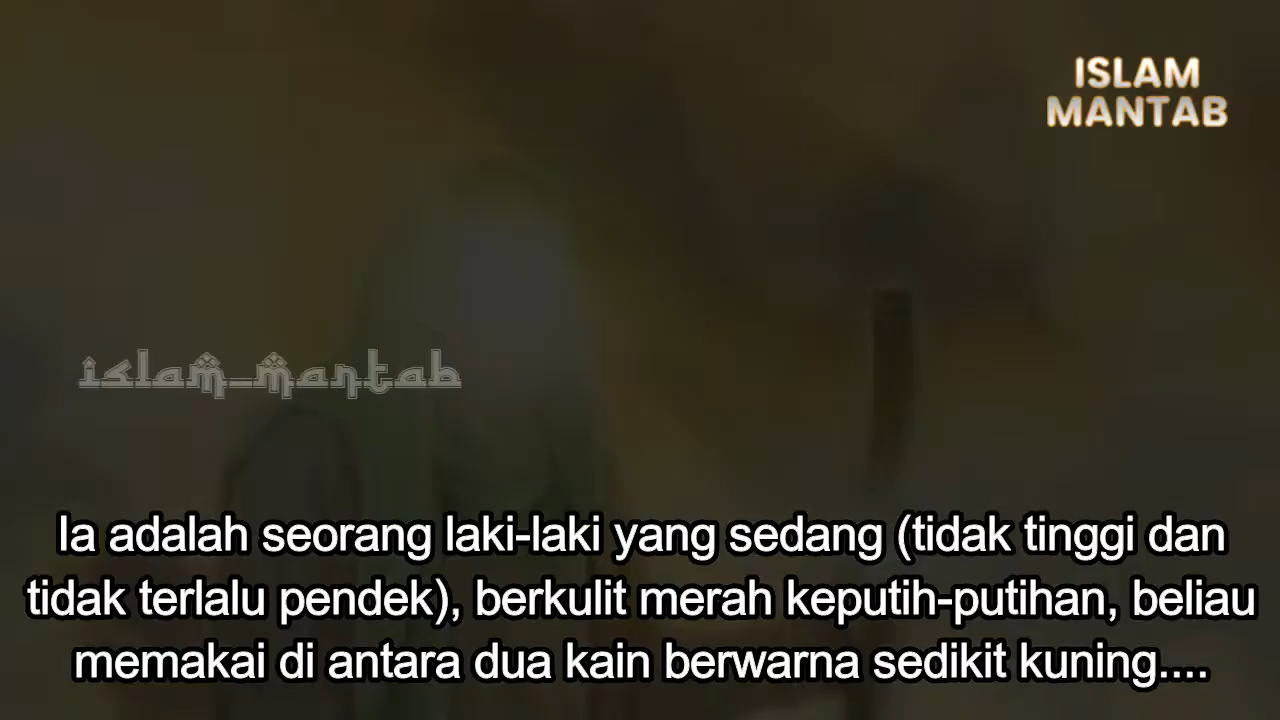 ISLAM
MANTAB
islam_mantab
Ia adalah seorang laki-laki yang sedang (tidak tinggi dan
tidak terlalu pendek), berkulit merah keputih-putihan, beliau
memakai di antara dua kain berwarna sedikit kuning....